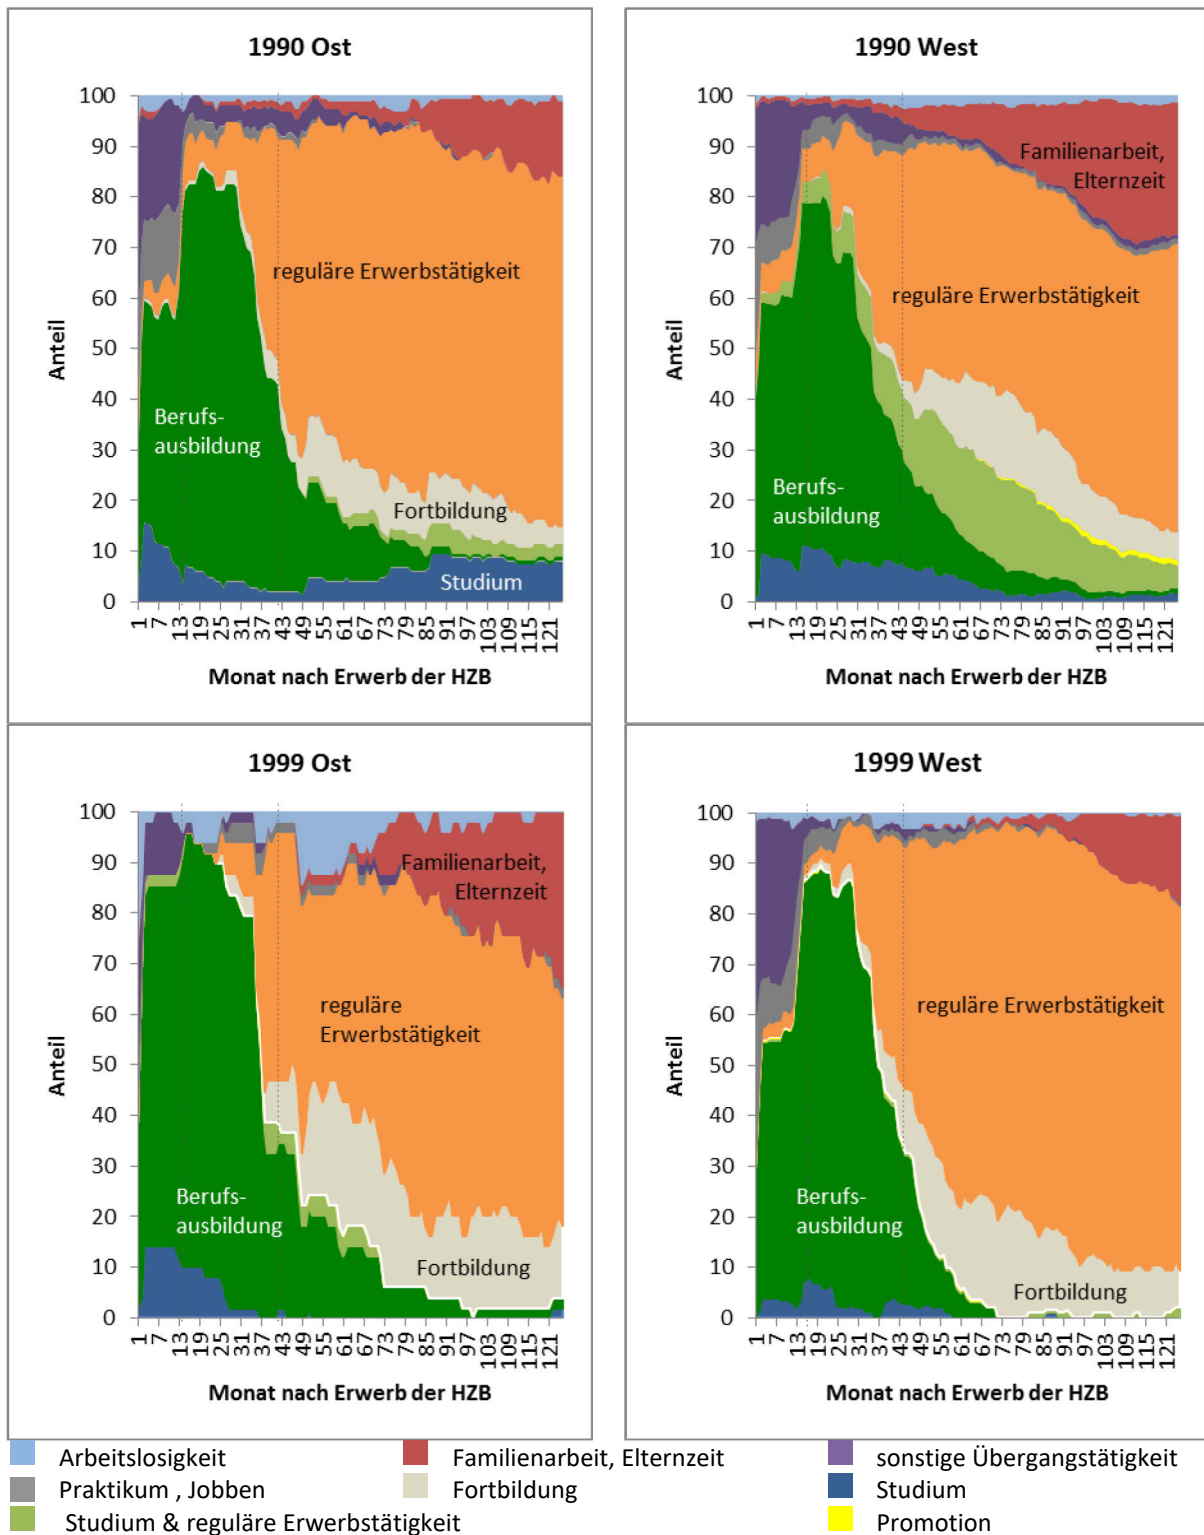 1990 Ost
100
90
80
70
60
50
40
30
20
10
0
Anteil
reguläre Erwerbstätigkeit
Berufs-
ausbildung
Fortbildung
Studium
1 7 13 19 25 31 37 43 49 55 61 67 73 79 85 91 97 103 109 115 121
Monat nach Erwerb der HZB
1990 West
100
90
80
70
60
50
40
30
20
10
0
Anteil
Familienarbeit,
Elternzeit
reguläre Erwerbstätigkeit
Berufs-
ausbildung
1 7 13 19 25 31 37 43 49 55 61 67 73 79 85 91 97 103 109 115 121
Monat nach Erwerb der HZB
1999 Ost
100
90
80
70
60
50
40
30
20
10
0
Anteil
Familienarbeit,
Elternzeit
reguläre
Erwerbstätigkeit
Berufs-
ausbildung
Fortbildung
1 7 13 19 25 31 37 43 49 55 61 67 73 79 85 91 97 103 109 115 121
Monat nach Erwerb der HZB
1999 West
100
90
80
70
60
50
40
30
20
10
0
Anteil
reguläre Erwerbstätigkeit
Berufs-
ausbildung
Fortbildung
1 7 13 19 25 31 37 43 49 55 61 67 73 79 85 91 97 103 109 115 121
Monat nach Erwerb der HZB
Arbeitslosigkeit
Familienarbeit, Elternzeit
sonstige Übergangstätigkeit
Praktikum , Jobben
Fortbildung
Studium
Studium & reguläre Erwerbstätigkeit
Promotion